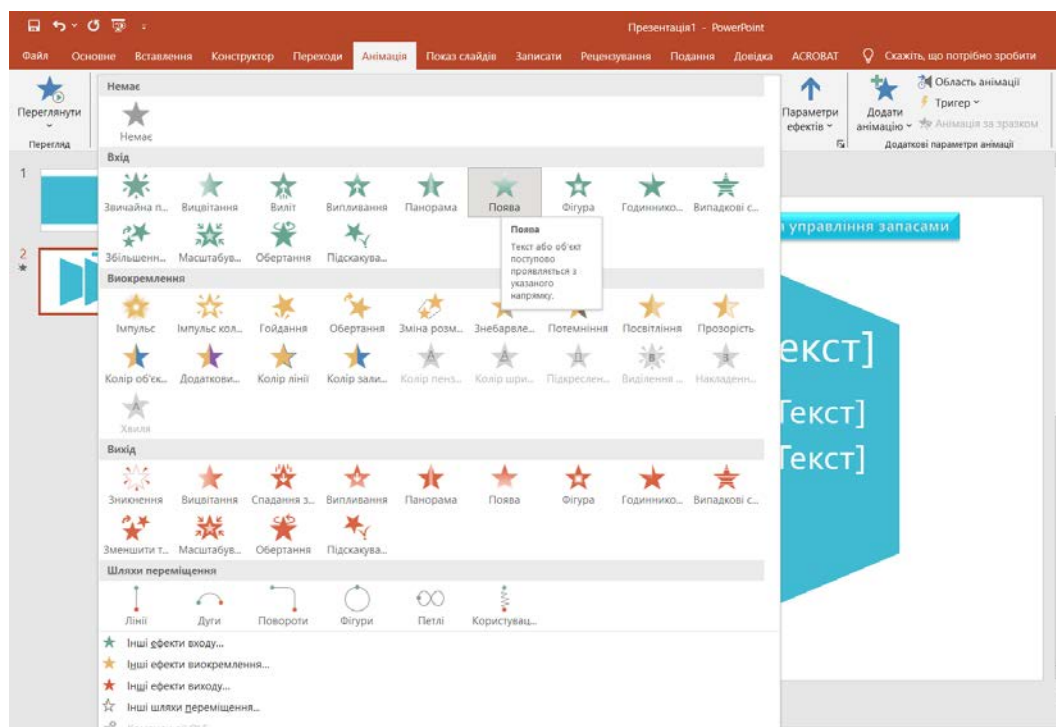 Презентація1 - PowerPoint
Файл Основне Вставлення Конструктор Переходи Анімація Показ слайдів Записати Рецензування Подання Довідка ACROBAT Скажіть, що потрібно зробити
Переглянути
Перегляд
Немає
Немає
Вхід
Звичайна п... Вицвітання Виліт Випливання Панорама Поява Фігура Годиннико... Випадкові с...
Збільшенн... Масштабув... Обертання Підскакува...
Поява
Текст або об'єкт
поступово
проявляється з
указаного
напрямку.
Виокремлення
Імпульс Імпульс кол... Гойдання Обертання Зміна розм... Знебарвле... Потемніння Посвітління Прозорість
Колір об'єк... Додаткови... Колір лінії Колір зали... Колір пенз... Колір шри... Підкреслен... Виділення ... Накладенн...
Хвиля
Вихід
Зникнення Вицвітання Спадання з... Випливання Панорама Поява Фігура Годиннико... Випадкові с...
Зменшити т... Масштабув... Обертання Підскакува...
Шляхи переміщення
Лінії Дуги Повороти Фігури Петлі Користувац...
Інші ефекти входу...
Інші ефекти виокремлення...
Інші ефекти виходу...
Інші шляхи переміщення...
Параметри
ефектів
Додати
анімацію
Область анімації
Тригер
Анімація за зразком
Додаткові параметри анімації
1
2
управління запасами
екст]
Текст]
Текст]